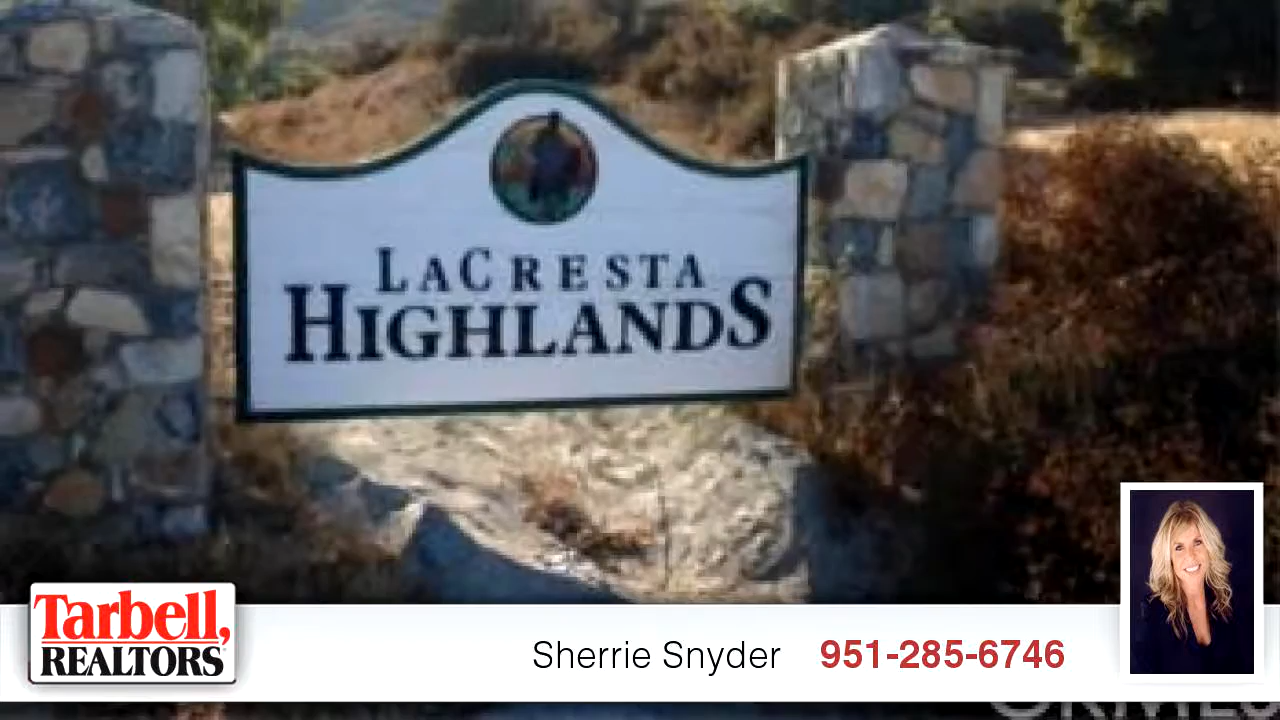 LACRESTA
HIGHLANDS
Tarbell,
REALTORS
Sherrie Snyder 951-285-6746